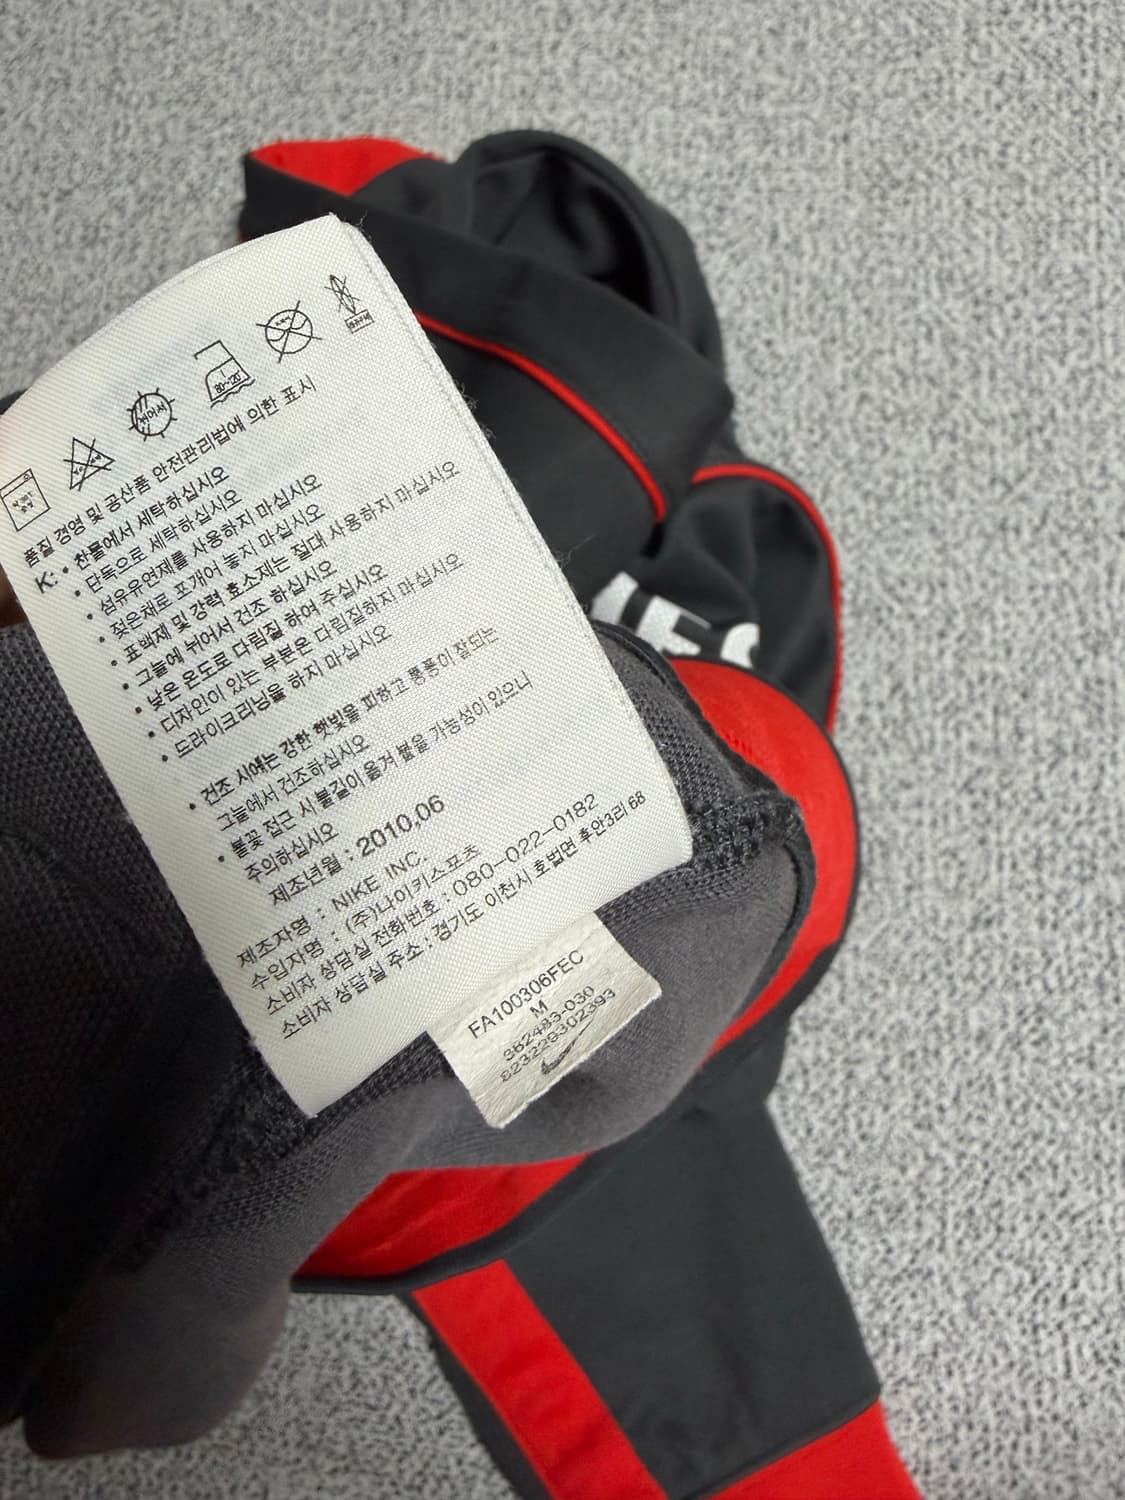 뉘어서
80~120
품질 경영 및 공산품 안전관리법에 의한 표시
K: • 찬물에서 세탁하십시오
• 단독으로 세탁하십시오
• 섬유유연제를 사용하지 마십시오
• 젖은채로 포개어 놓지 마십시오
• 표백제 및 강력 효소제는 절대 사용하지 마십시오
• 그늘에 뉘어서 건조 하십시오
• 낮은 온도로 다림질 하여 주십시오
• 디자인이 있는 부분은 다림질하지 마십시오
• 드라이크리닝을 하지 마십시오
• 건조 시에는 강한 햇빛을 피하고 통풍이 잘되는
그늘에서 건조하십시오
• 불꽃 접근 시 불길이 옮겨 붙을 가능성이 있으니
주의하십시오
제조년월 : 2010.06
제조자명 : NIKE INC.
수입자명 : (주)나이키스포츠
소비자 상담실 전화번호 : 080-022-0182
소비자 상담실 주소 : 경기도 이천시 호법면 후안3리 68
FA100306FEC
M
382483-030
823229302393